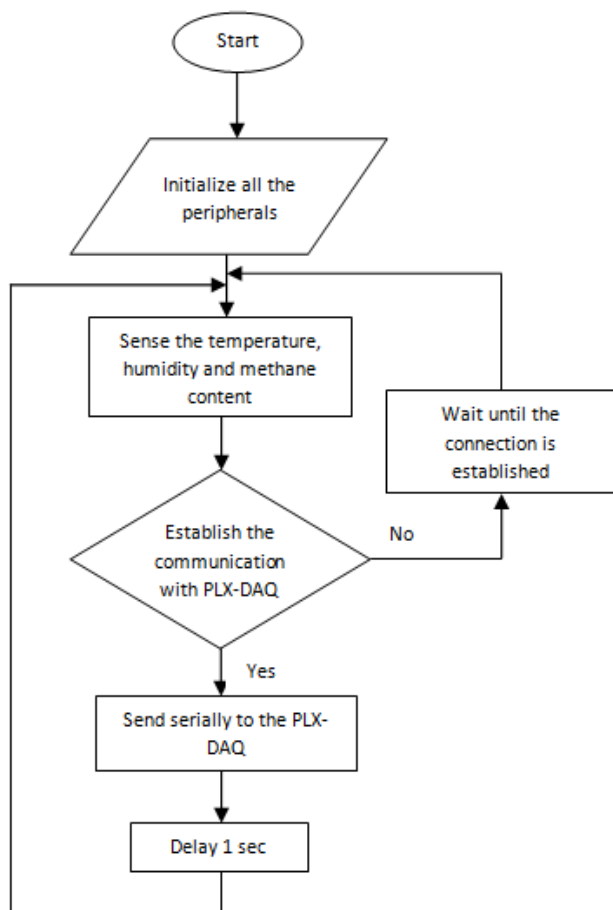 Start
Initialize all the
peripherals
Sense the temperature,
humidity and methane
content
Wait until the
connection is
established
Establish the
communication
with PLX-DAQ
No
Yes
Send serially to the PLX-
DAQ
Delay 1 sec